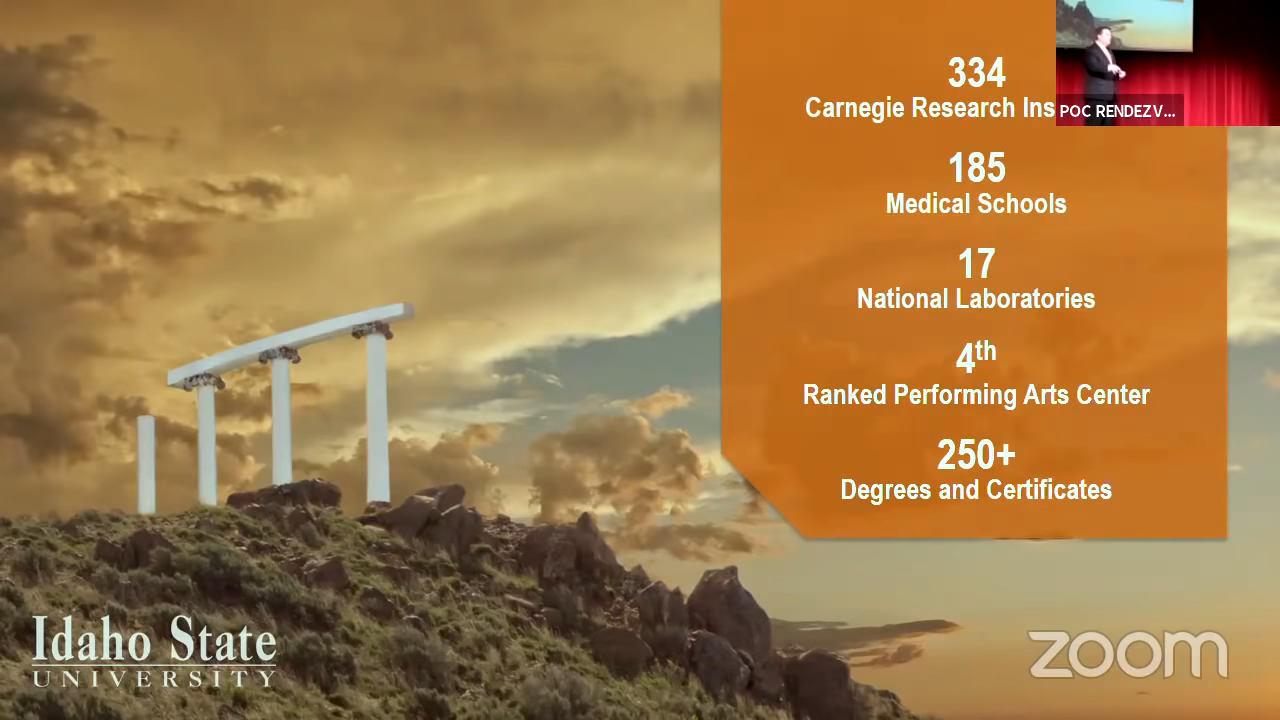 334
Carnegie Research Ins
POC RENDEZV...
185
Medical Schools
17
National Laboratories
4th
Ranked Performing Arts Center
250+
Degrees and Certificates
Idaho State
UNIVERSITY
zoom